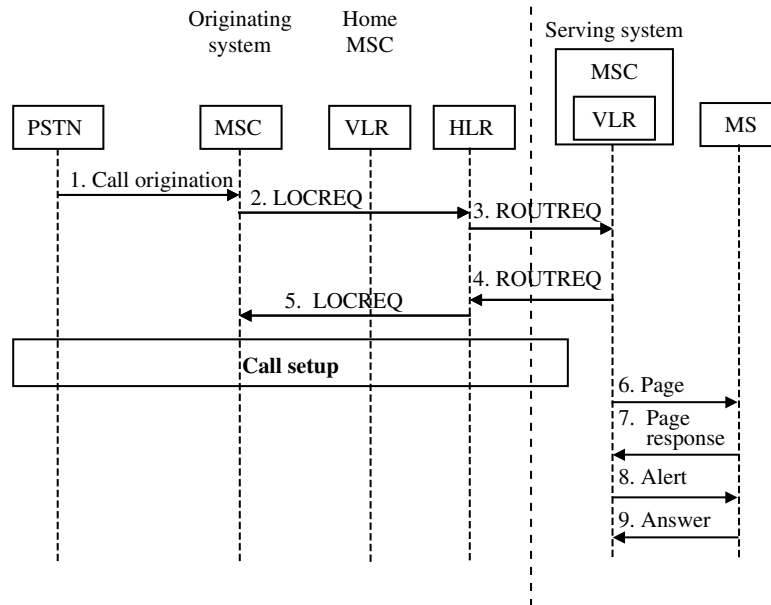 Originating
system
Home
MSC
Serving system
MSC
VLR
PSTN
MSC
VLR
HLR
MS
1. Call origination
2. LOCREQ
3. ROUTREQ
4. ROUTREQ
5. LOCREQ
Call setup
6. Page
7. Page
response
8. Alert
9. Answer